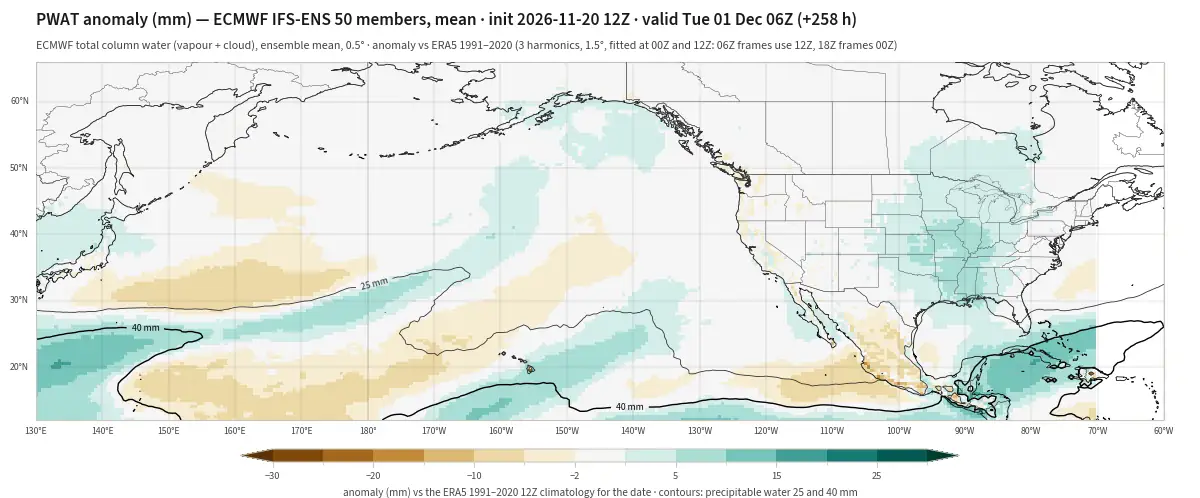 PWAT anomaly (mm) — ECMWF IFS-ENS 50 members, mean · init 2026-11-20 12Z · valid Tue 01 Dec 06Z (+258 h)
ECMWF total column water (vapour + cloud), ensemble mean, 0.5° · anomaly vs ERA5 1991–2020 (3 harmonics, 1.5°, fitted at 00Z and 12Z: 06Z frames use 12Z, 18Z frames 00Z)
60°N
50°N
40°N
30°N
20°N
25 mm
40 mm
40 mm
130°E 140°E 150°E 160°E 170°E 180° 170°W 160°W 150°W 140°W 130°W 120°W 110°W 100°W 90°W 80°W 70°W 60°W
−30 −20 −10 −2 5 15 25
anomaly (mm) vs the ERA5 1991–2020 12Z climatology for the date · contours: precipitable water 25 and 40 mm